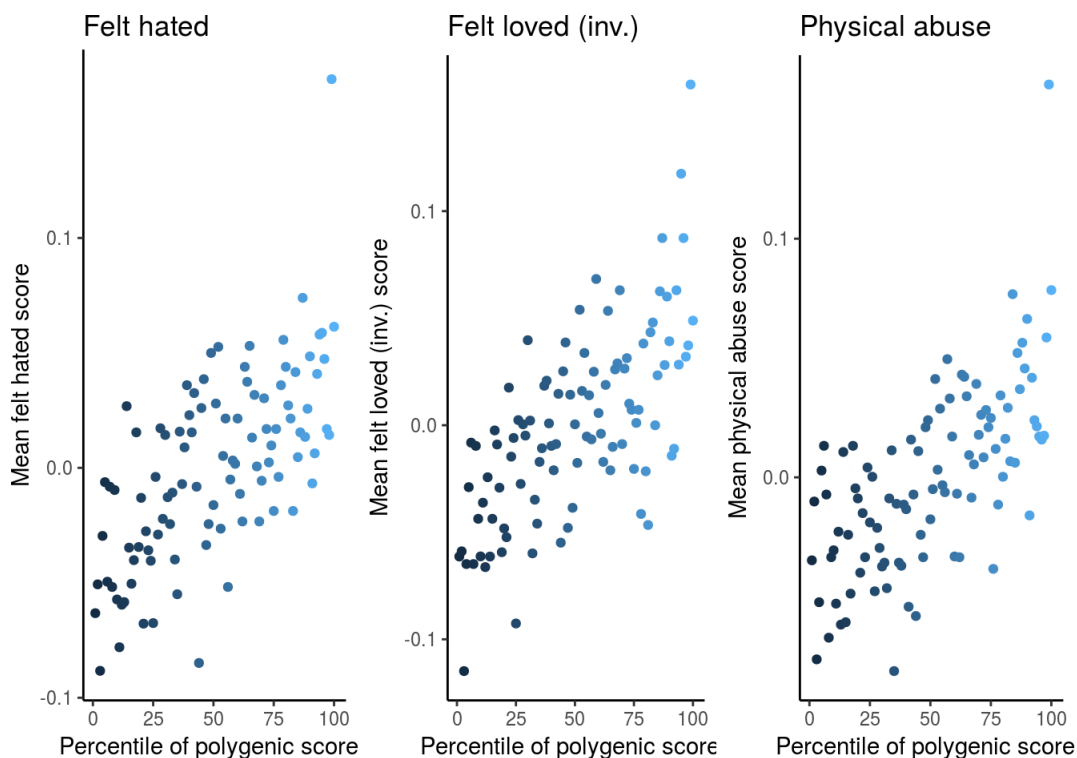 Felt hated
Mean felt hated score
0.1
0.0
-0.1
0 25 50 75 100
Percentile of polygenic score
Felt loved (inv.)
Mean felt loved (inv.) score
0.1
0.0
-0.1
0 25 50 75 100
Percentile of polygenic score
Physical abuse
Mean physical abuse score
0.1
0.0
0 25 50 75 100
Percentile of polygenic score